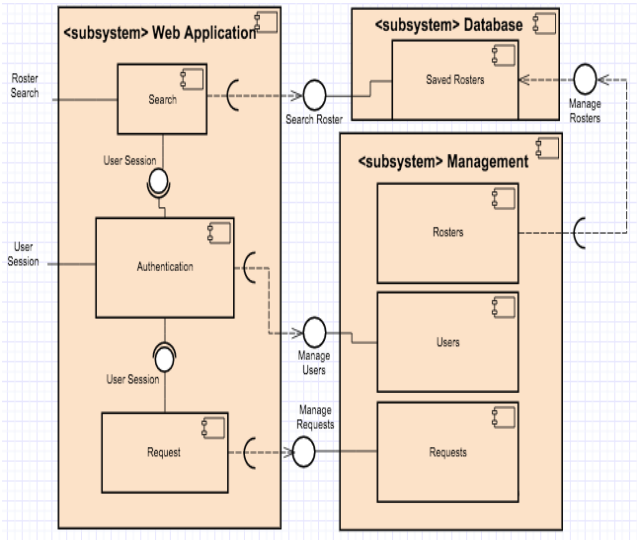 <subsystem> Web Application
Roster
Search
Search
User Session
User
Session
Authentication
User Session
Request
Search Roster
<subsystem> Database
Saved Rosters
Manage
Rosters
<subsystem> Management
Rosters
Manage
Users
Users
Manage
Requests
Requests